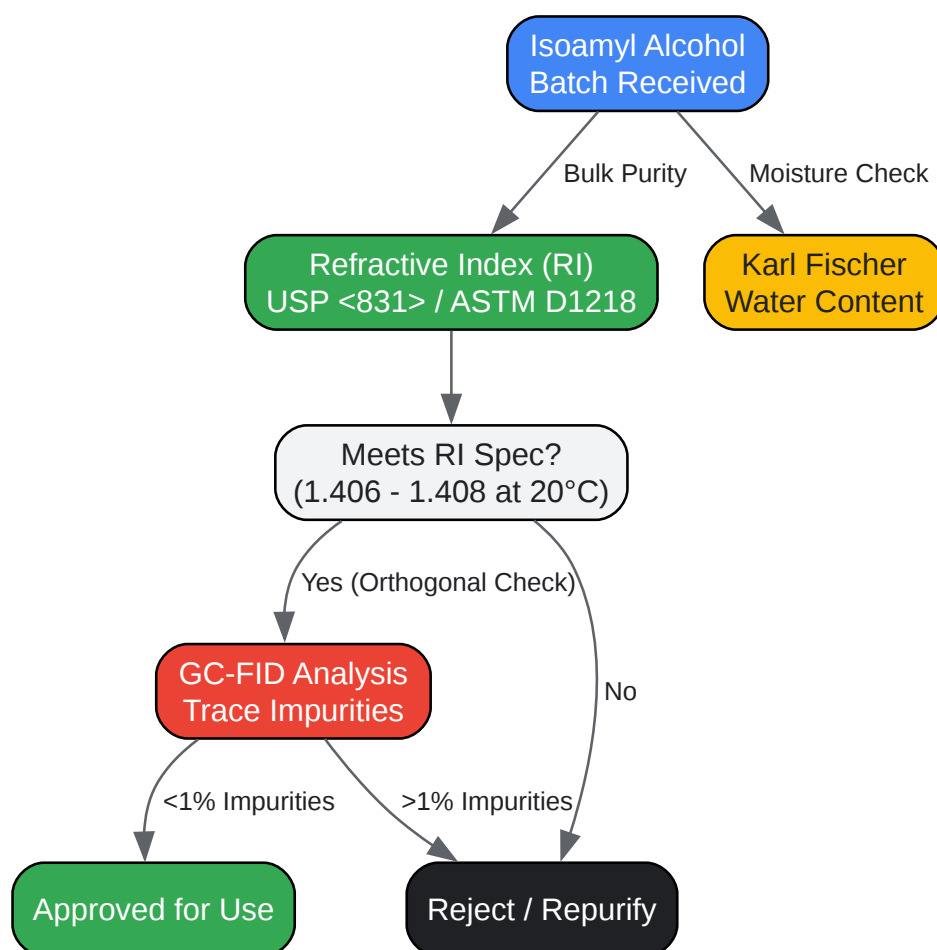 Isoamyl Alcohol
Batch Received
Bulk Purity
Moisture Check
Refractive Index (RI)
USP <831> / ASTM D1218
Karl Fischer
Water Content
Meets RI Spec?
(1.406 - 1.408 at 20°C)
Yes (Orthogonal Check)
No
GC-FID Analysis
Trace Impurities
<1% Impurities
>1% Impurities
Approved for Use
Reject / Repurify